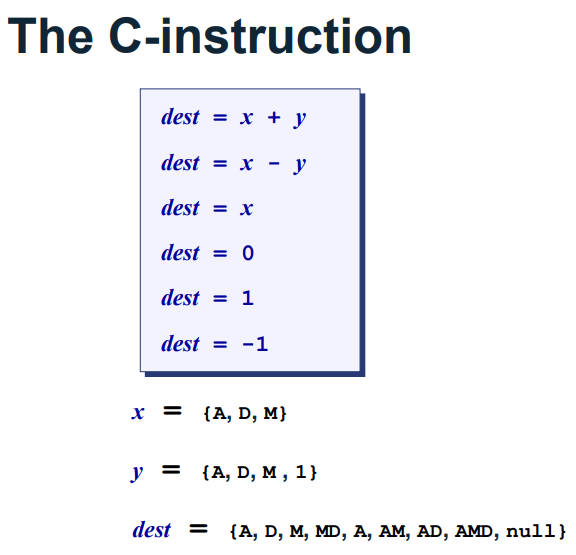 The C-instruction
dest = x + y
dest = x - y
dest = x
dest = 0
dest = 1
dest = -1
x = {A, D, M}
y = {A, D, M , 1}
dest = {A, D, M, MD, A, AM, AD, AMD, null}